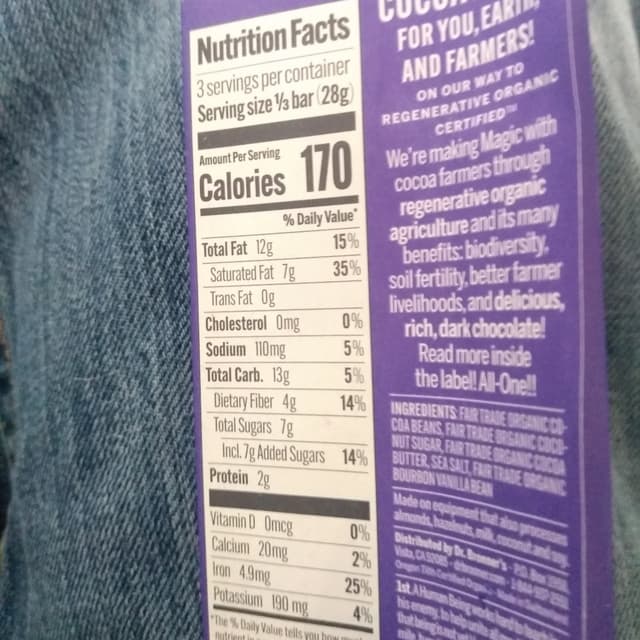 Nutrition Facts
3 servings per container
Serving size ⅓ bar (28g)
Amount Per Serving
Calories 170
% Daily Value*
Total Fat 12g 15%
Saturated Fat 7g 35%
Trans Fat 0g
Cholesterol 0mg 0%
Sodium 110mg 5%
Total Carb. 13g 5%
Dietary Fiber 4g 14%
Total Sugars 7g
Incl. 7g Added Sugars 14%
Protein 2g
Vitamin D 0mcg 0%
Calcium 20mg 2%
Iron 4.9mg 25%
Potassium 190 mg 4%
*The % Daily Value tells you how
FOR YOU, EARTH,
AND FARMERS!
ON OUR WAY TO
REGENERATIVE ORGANIC
CERTIFIED™
We're making Magic with
cocoa farmers through
regenerative organic
agriculture and its many
benefits: biodiversity,
soil fertility, better farmer
livelihoods, and delicious,
rich, dark chocolate!
Read more inside
the label! All-One!!
INGREDIENTS: FAIR TRADE ORGANIC CO-
COA BEANS, FAIR TRADE ORGANIC COCO-
NUT SUGAR, FAIR TRADE ORGANIC COCOA
BUTTER, SEA SALT, FAIR TRADE ORGANIC
BOURBON VANILLA BEAN
Made on equipment that also processes
almonds, hazelnuts, milk,
Distributed by Dr. Bronner's
Vista, CA